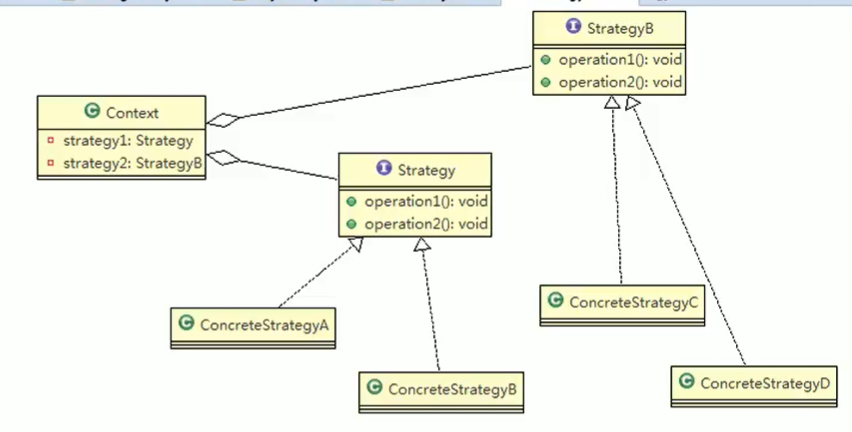 StrategyB
operation1(): void
operation2(): void
Context
strategy1: Strategy
strategy2: StrategyB
Strategy
operation1(): void
operation2(): void
ConcreteStrategyC
ConcreteStrategyA
ConcreteStrategyD
ConcreteStrategyB